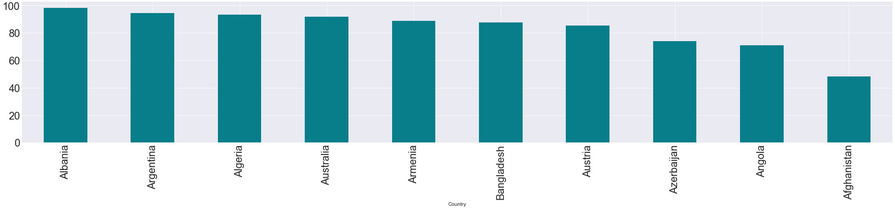 100
80
60
40
20
0
Albania
Argentina
Algeria
Australia
Armenia
Bangladesh
Austria
Azerbaijan
Angola
Afghanistan
Country